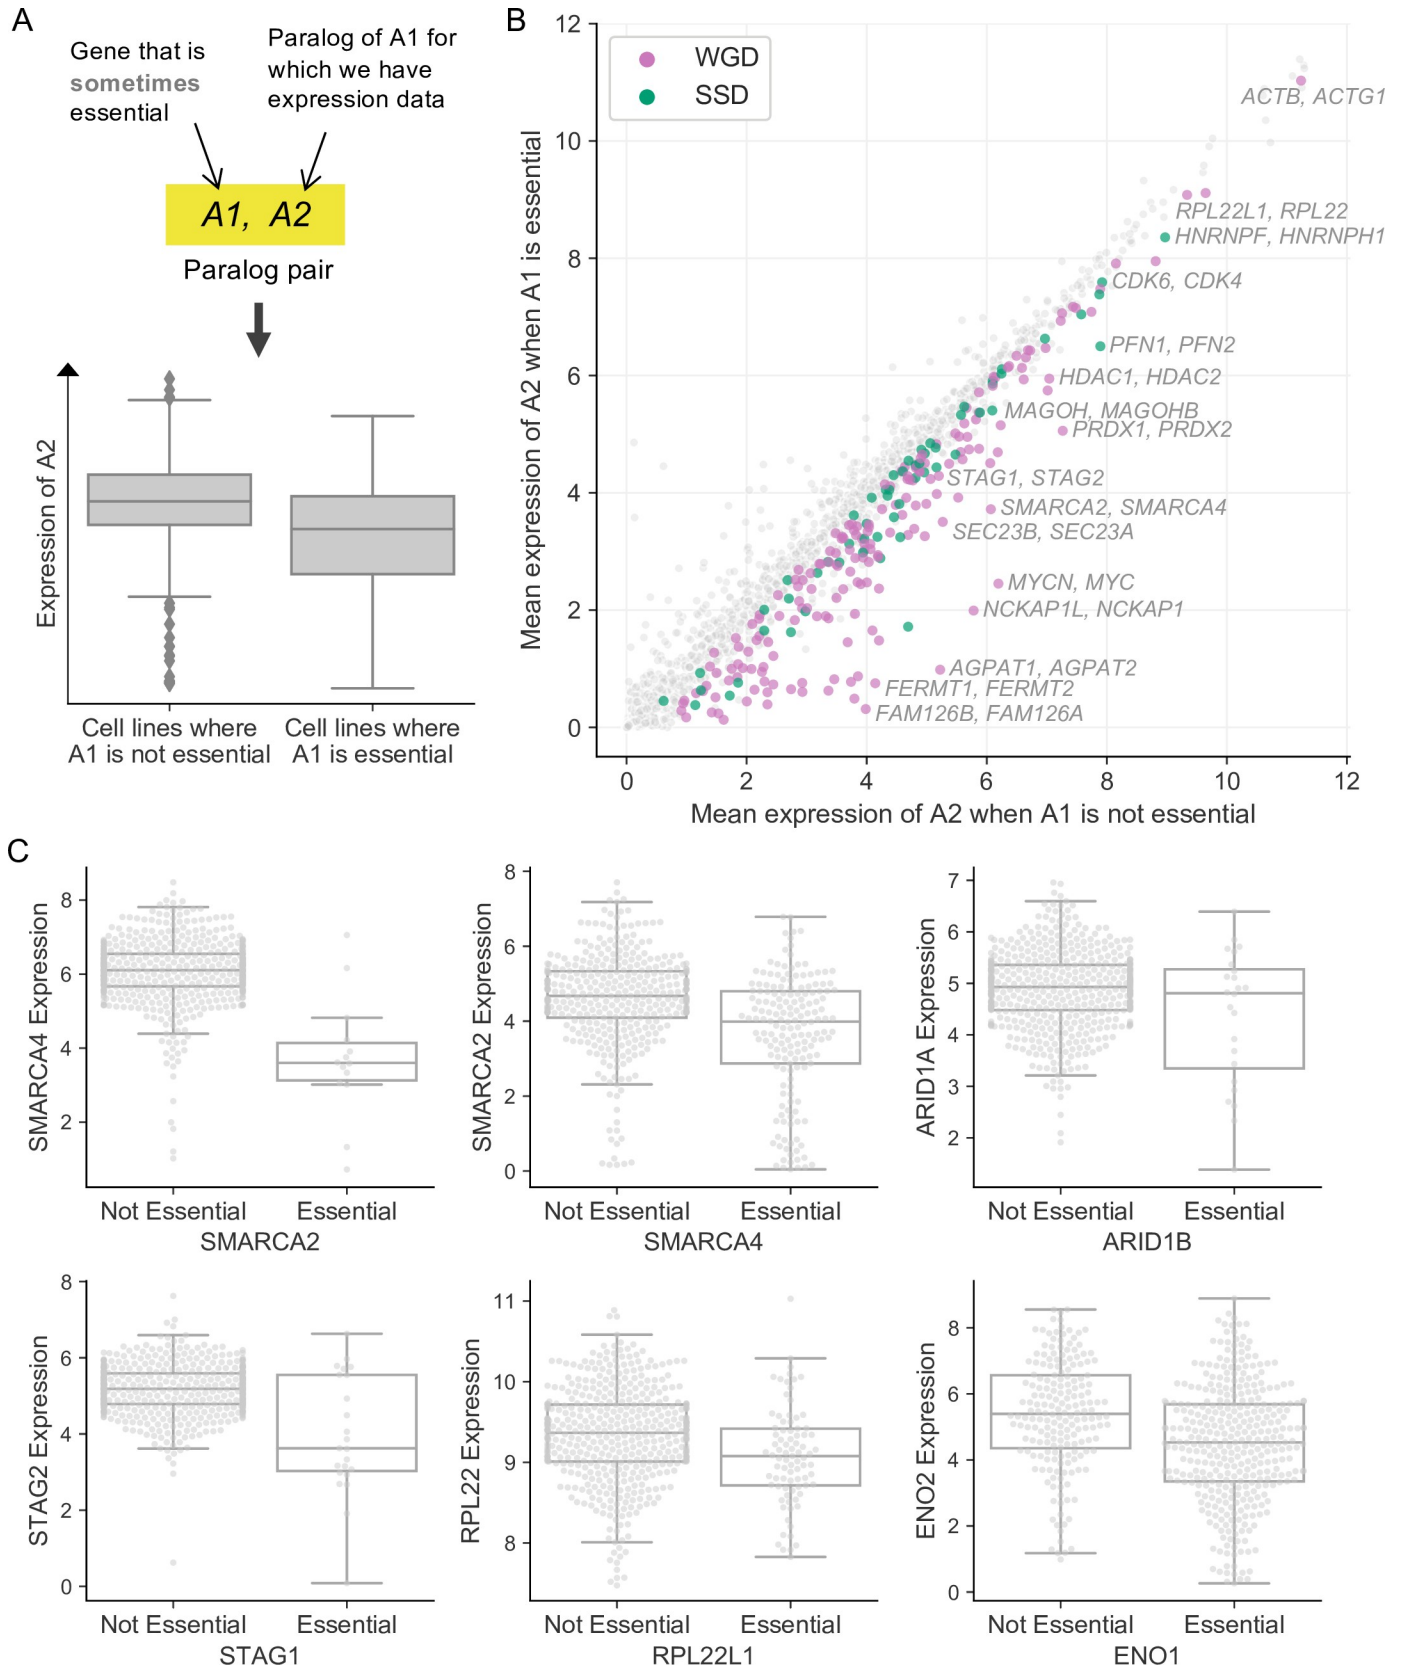 A
Gene that is
sometimes
essential
Paralog of A1 for
which we have
expression data
A1, A2
Paralog pair
Expression of A2
Cell lines where
A1 is not essential
Cell lines where
A1 is essential
B
WGD
SSD
Mean expression of A2 when A1 is essential
12
10
8
6
4
2
0
ACTB, ACTG1
RPL22L1, RPL22
HNRNPF, HNRNPH1
CDK6, CDK4
PFN1, PFN2
HDAC1, HDAC2
MAGOH, MAGOHB
PRDX1, PRDX2
STAG1, STAG2
SMARCA2, SMARCA4
SEC23B, SEC23A
MYCN, MYC
NCKAP1L, NCKAP1
AGPAT1, AGPAT2
FERMT1, FERMT2
FAM126B, FAM126A
0 2 4 6 8 10 12
Mean expression of A2 when A1 is not essential
C
SMARCA4 Expression
8
6
4
2
Not Essential Essential
SMARCA2
SMARCA2 Expression
8
6
4
2
0
Not Essential Essential
SMARCA4
ARID1A Expression
7
6
5
4
3
2
Not Essential Essential
ARID1B
STAG2 Expression
8
6
4
2
0
Not Essential Essential
STAG1
RPL22 Expression
11
10
9
8
Not Essential Essential
RPL22L1
ENO2 Expression
8
6
4
2
0
Not Essential Essential
ENO1